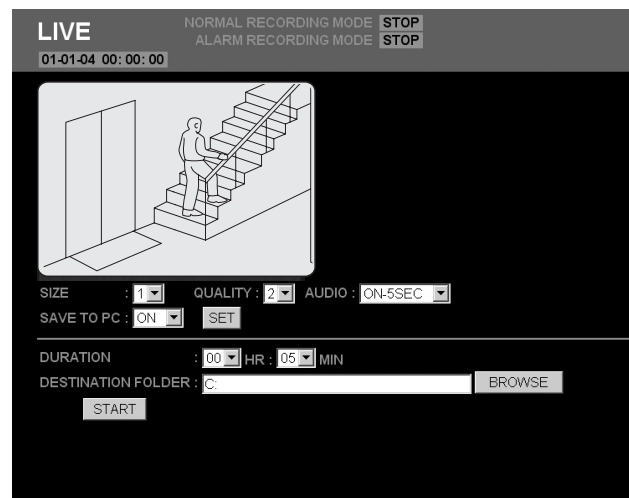 LIVE NORMAL RECORDING MODE STOP
ALARM RECORDING MODE STOP
01-01-04 00: 00: 00
SIZE : 1 QUALITY : 2 AUDIO : ON-5SEC
SAVE TO PC : ON SET
DURATION : 00 HR : 05 MIN
DESTINATION FOLDER : C: BROWSE
START